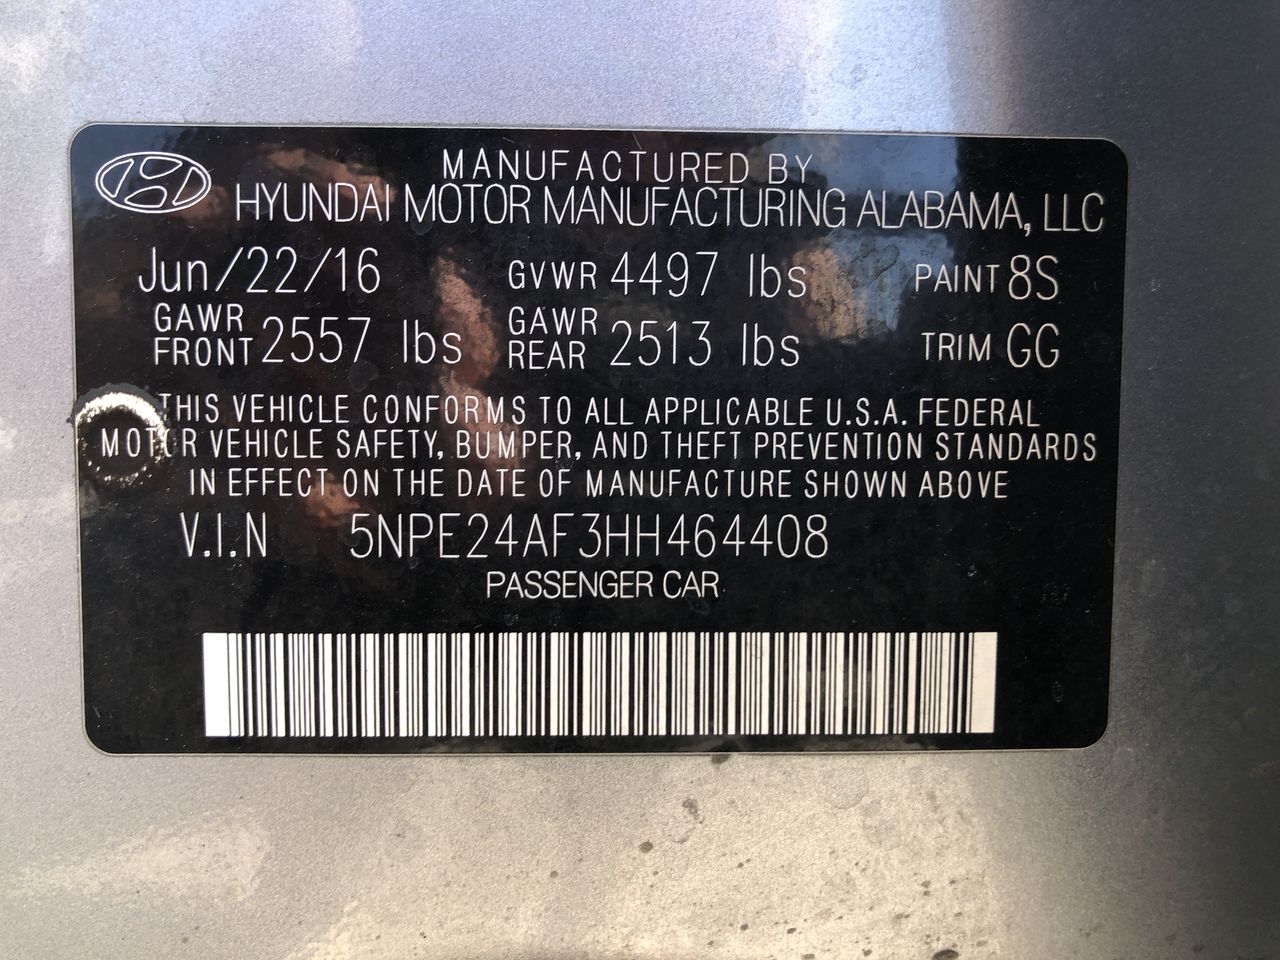 MANUFACTURED BY
HYUNDAI MOTOR MANUFACTURING ALABAMA, LLC
Jun/22/16 GVWR 4497 lbs PAINT 8S
GAWR FRONT 2557 lbs GAWR REAR 2513 lbs TRIM GG
THIS VEHICLE CONFORMS TO ALL APPLICABLE U.S.A. FEDERAL
MOTOR VEHICLE SAFETY, BUMPER, AND THEFT PREVENTION STANDARDS
IN EFFECT ON THE DATE OF MANUFACTURE SHOWN ABOVE
V.I.N 5NPE24AF3HH464408
PASSENGER CAR